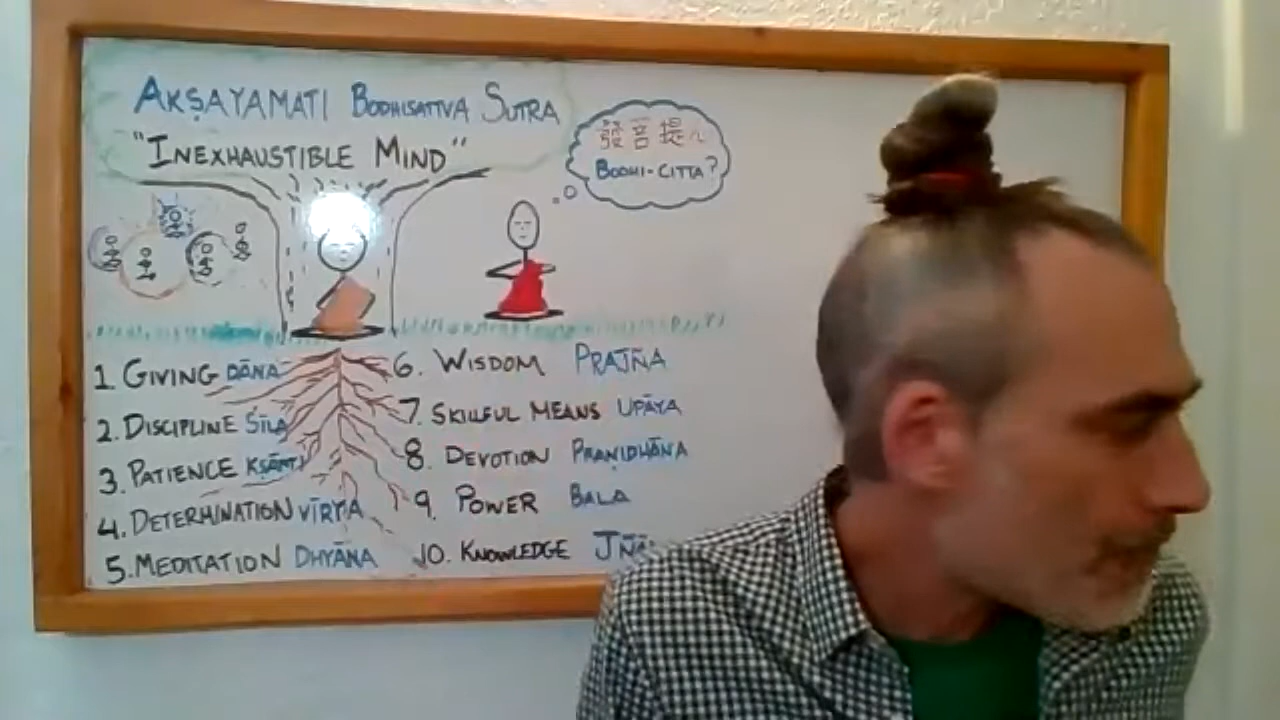 AKṢAYAMATI BODHISATTVA SUTRA
"INEXHAUSTIBLE MIND"
發菩提心
BODHI-CITTA?
1 GIVING DĀNA
2. DISCIPLINE ŚĪLA
3. PATIENCE KṢĀNTI
4. DETERMINATION VĪRYA
5. MEDITATION DHYĀNA
6. WISDOM PRAJÑA
7. SKILLFUL MEANS UPĀYA
8. DEVOTION PRAṆIDHĀNA
9. POWER BALA
10. KNOWLEDGE